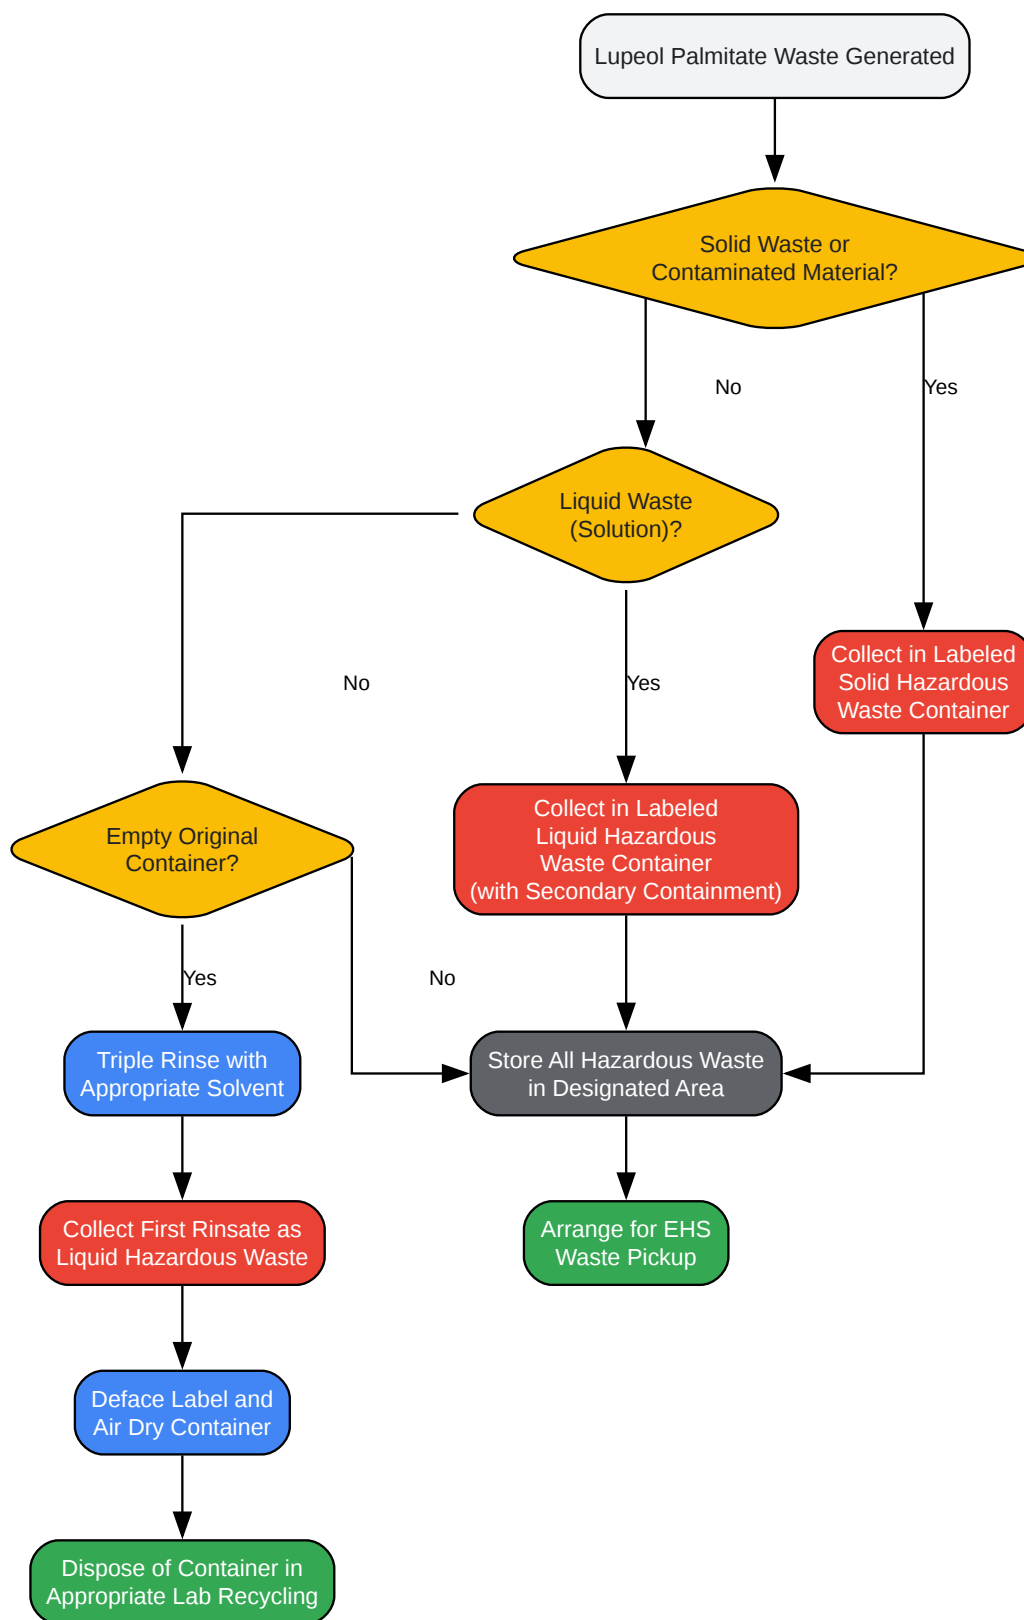 Lupeol Palmitate Waste Generated
Solid Waste or
Contaminated Material?
No
Yes
Liquid Waste
(Solution)?
No
Yes
Collect in Labeled
Solid Hazardous
Waste Container
Empty Original
Container?
Collect in Labeled
Liquid Hazardous
Waste Container
(with Secondary Containment)
Yes
No
Triple Rinse with
Appropriate Solvent
Store All Hazardous Waste
in Designated Area
Collect First Rinsate as
Liquid Hazardous Waste
Arrange for EHS
Waste Pickup
Deface Label and
Air Dry Container
Dispose of Container in
Appropriate Lab Recycling